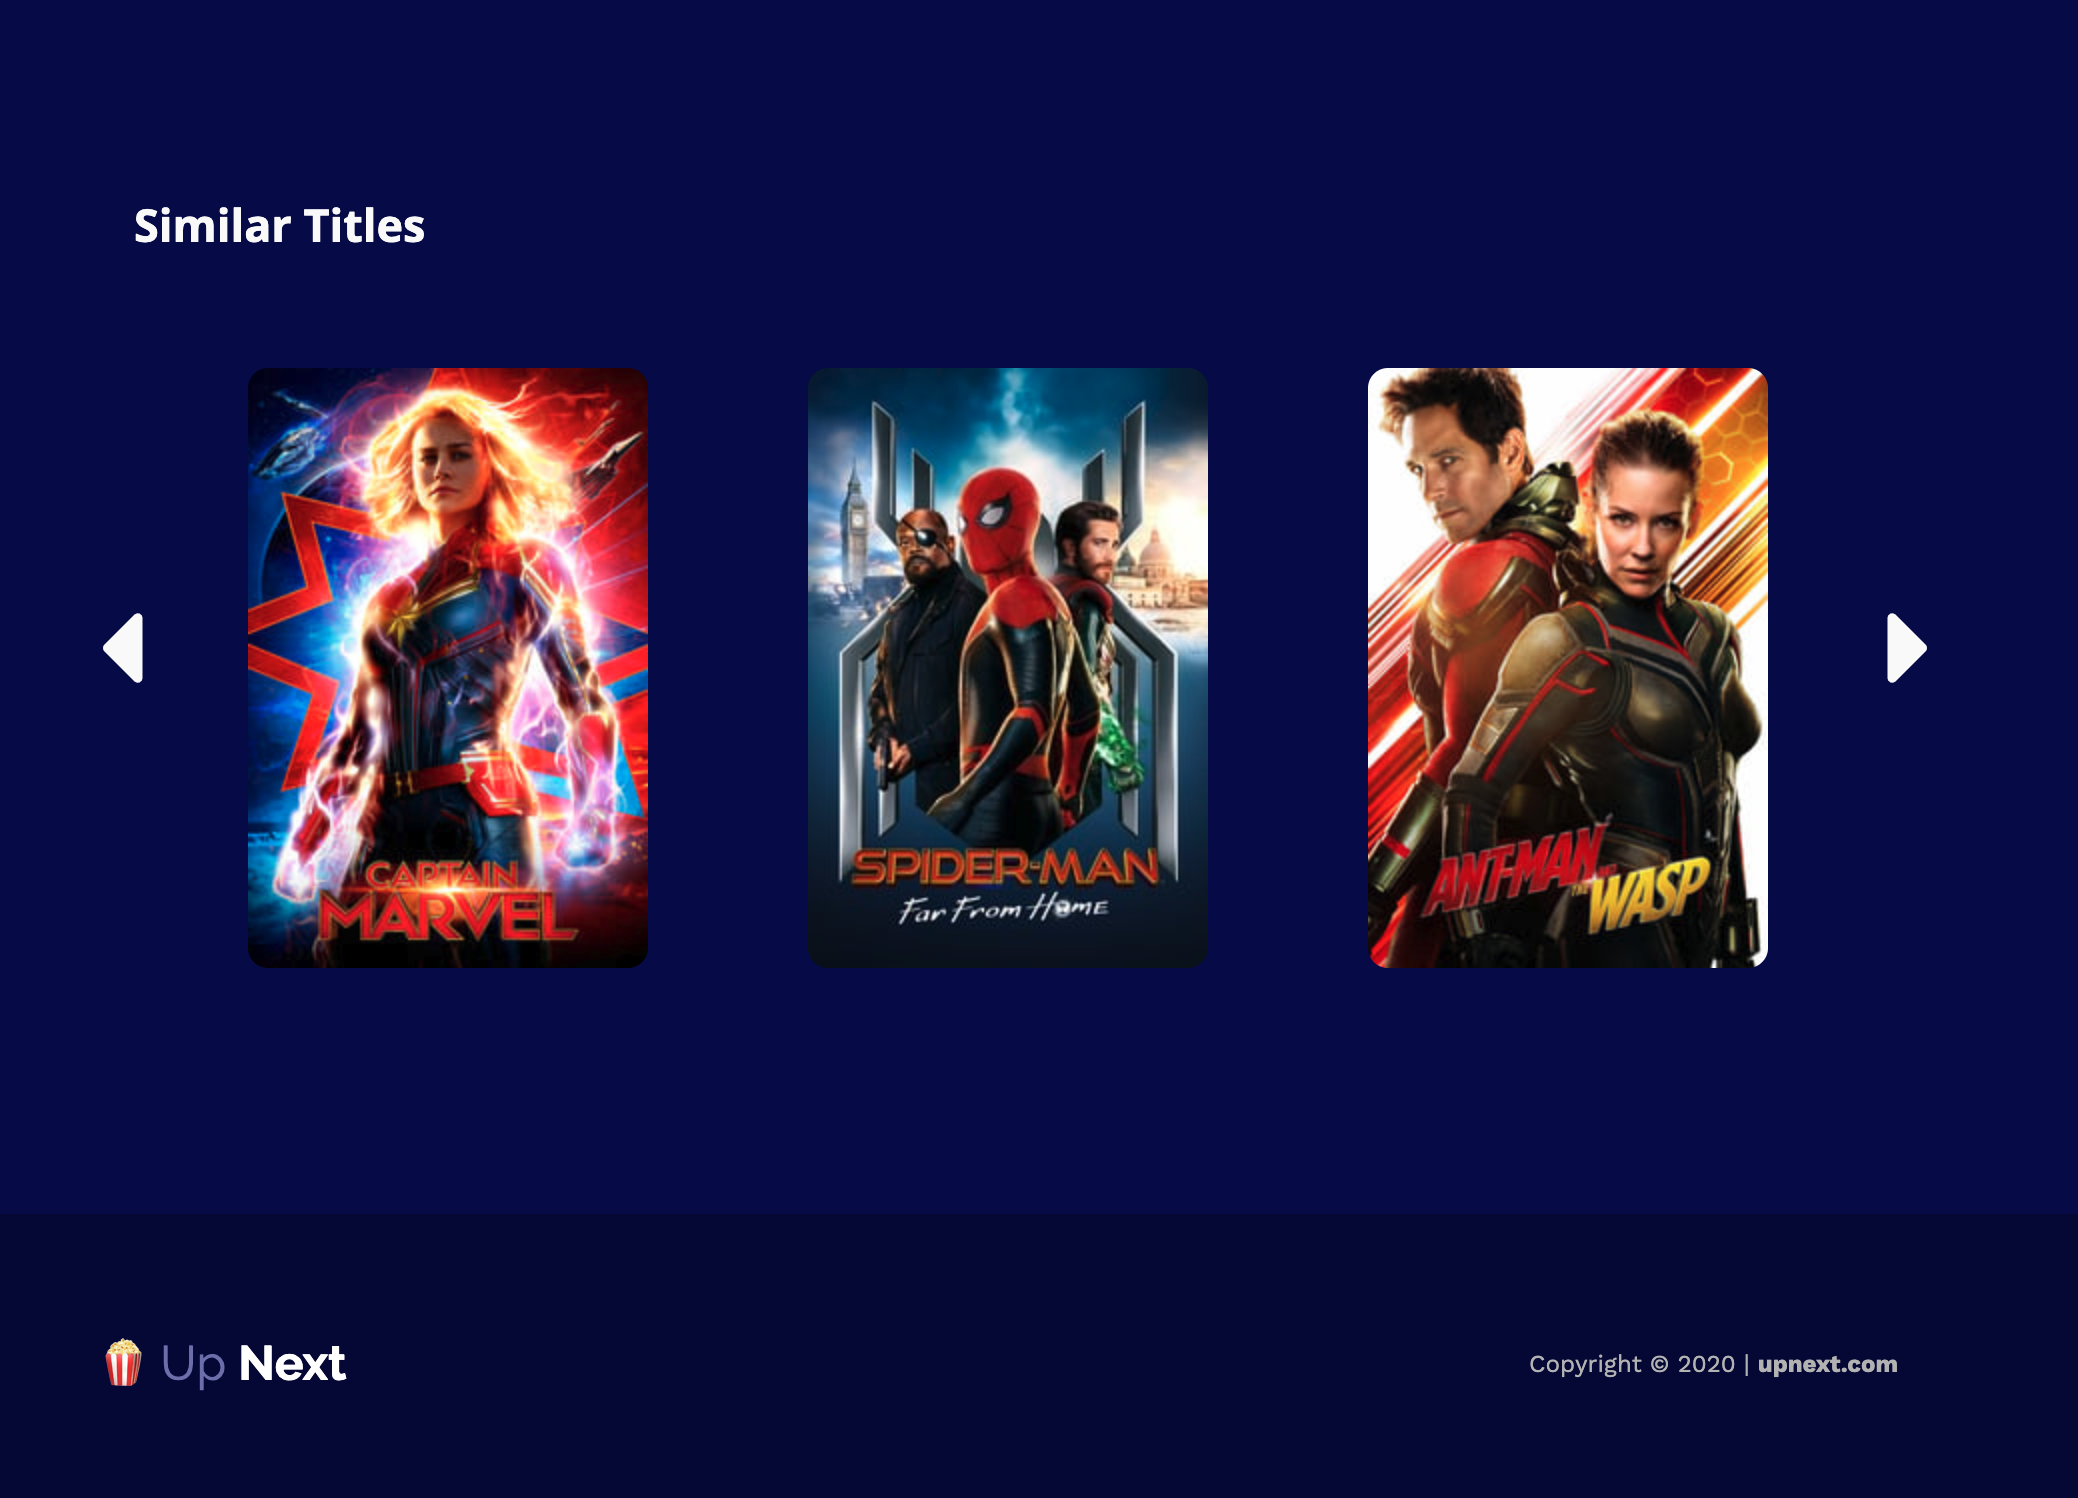 Similar Titles
CAPTAIN
MARVEL
SPIDER-MAN
Far From Home
ANT-MAN
AND THE
WASP
Up Next
Copyright © 2020 | upnext.com